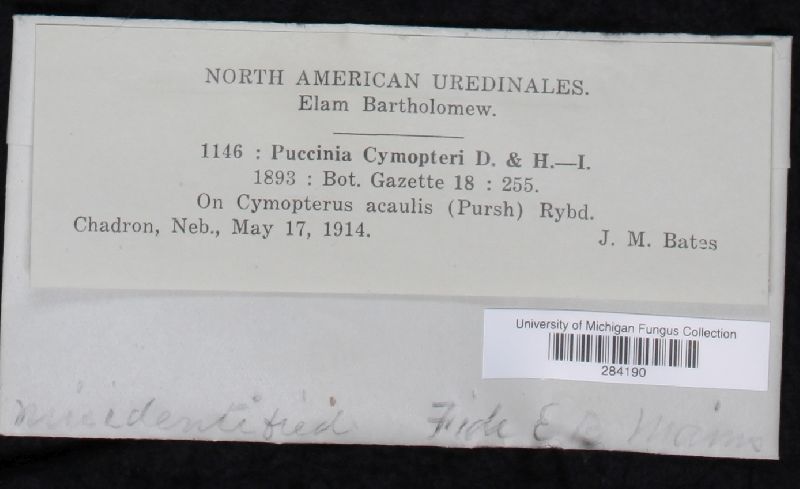 NORTH AMERICAN UREDINALES.
Elam Bartholomew.
1146 : Puccinia Cymopteri D. & H.—I.
1893 : Bot. Gazette 18 : 255.
On Cymopterus acaulis (Pursh) Rybd.
Chadron, Neb., May 17, 1914. J. M. Bates
University of Michigan Fungus Collection
284190
misidentified Fide E B Mains